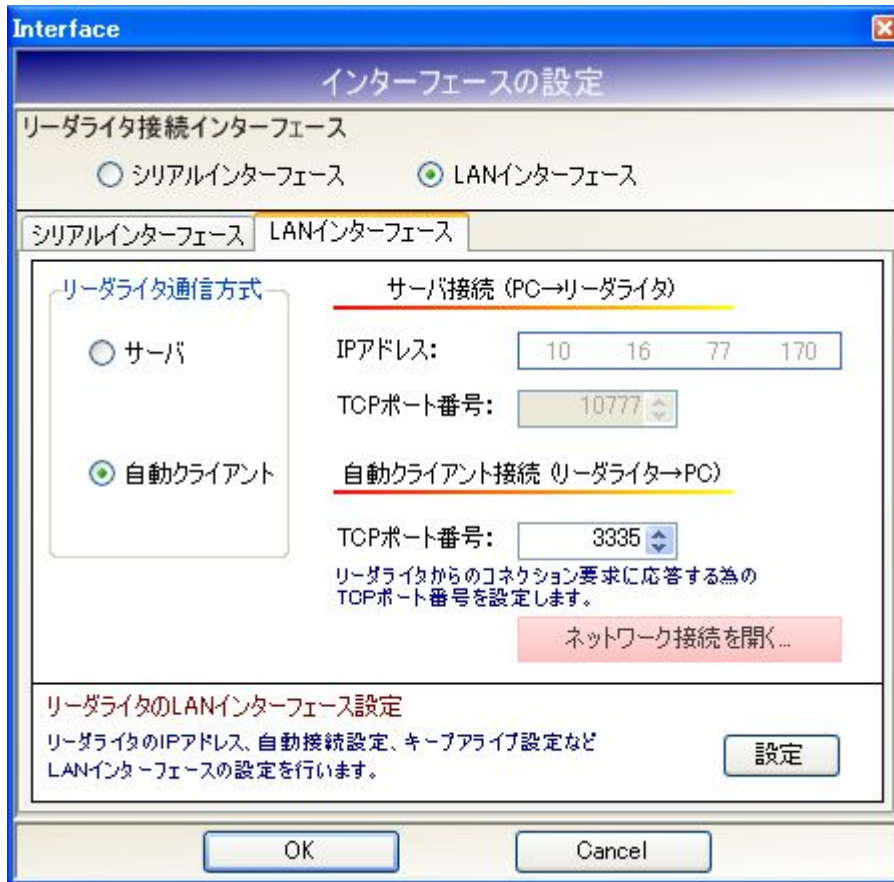 Interface
インターフェースの設定
リーダライタ接続インターフェース
シリアルインターフェース
LANインターフェース
シリアルインターフェース
LANインターフェース
リーダライタ通信方式
サーバ
自動クライアント
サーバ接続 (PC→リーダライタ)
IPアドレス:
10 16 77 170
TCPポート番号:
10777
自動クライアント接続 (リーダライタ→PC)
TCPポート番号:
3335
リーダライタからのコネクション要求に応答する為の
TCPポート番号を設定します。
ネットワーク接続を開く...
リーダライタのLANインターフェース設定
リーダライタのIPアドレス、自動接続設定、キープアライブ設定など
LANインターフェースの設定を行います。
設定
OK
Cancel